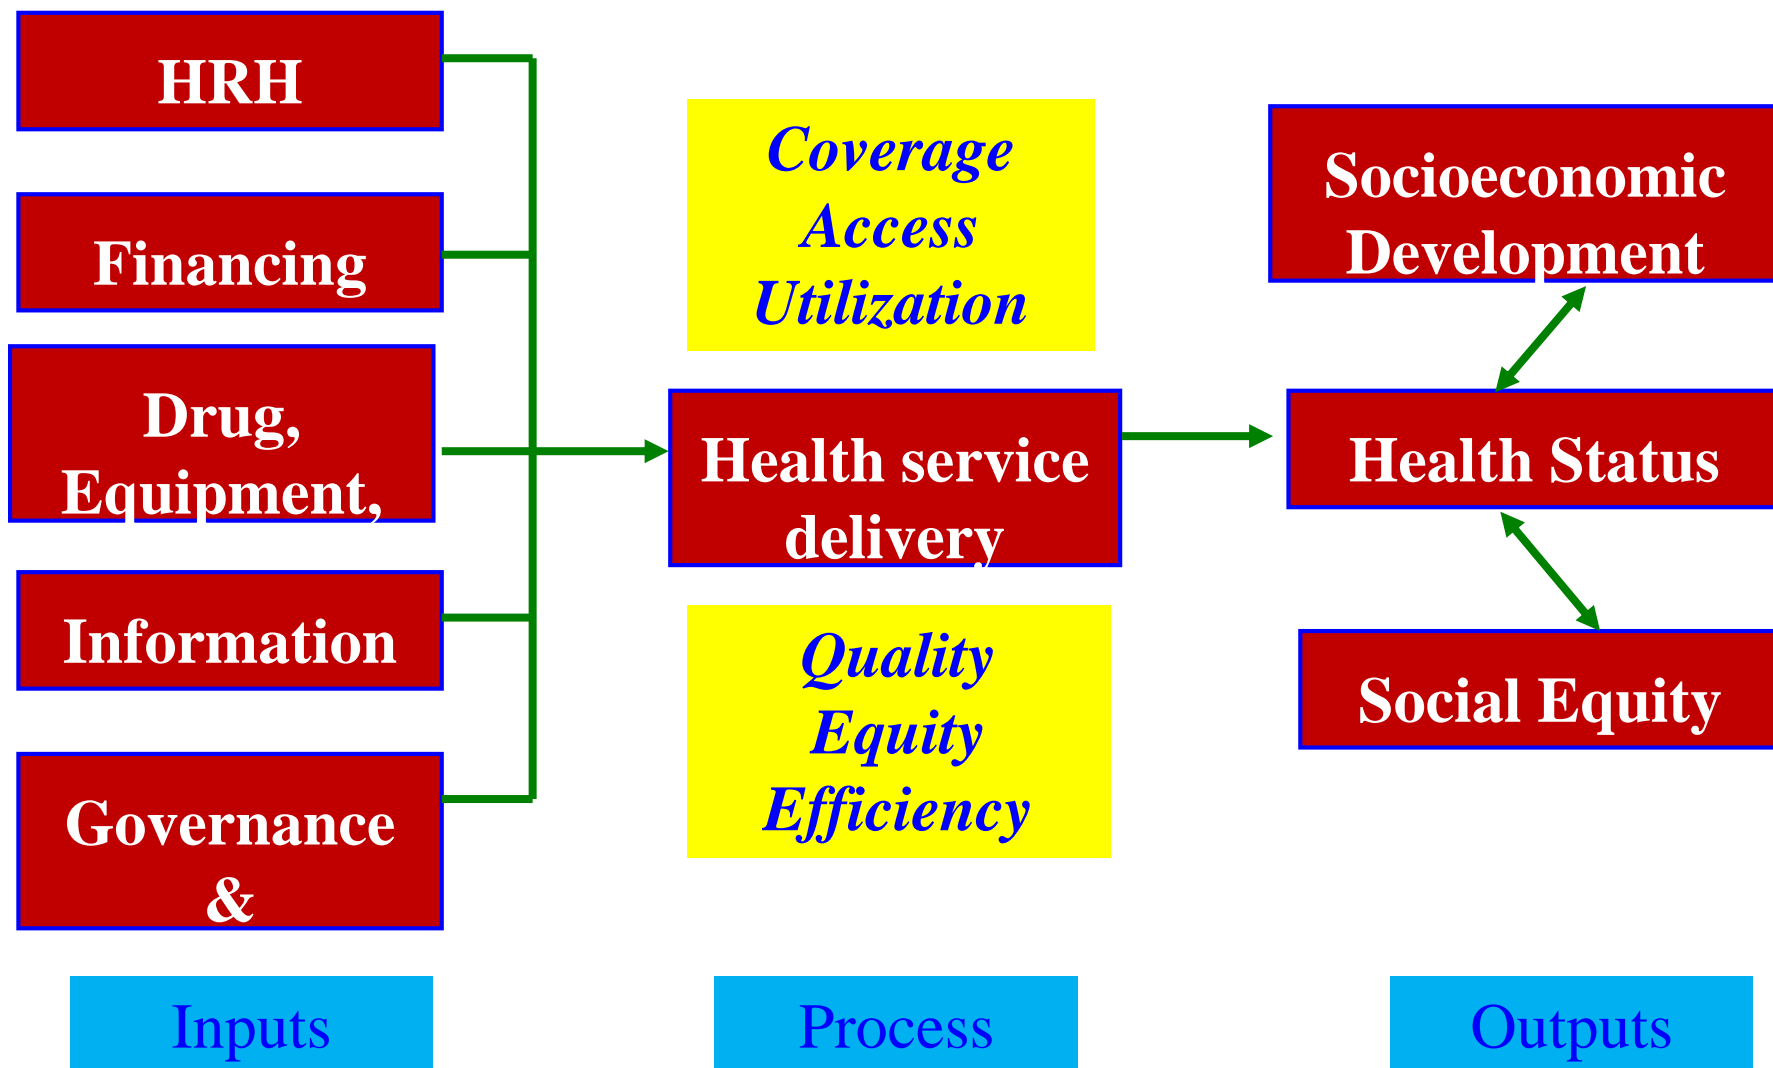 HRH
Financing
Drug,
Equipment,
Information
Governance
&
Coverage
Access
Utilization
Health service
delivery
Quality
Equity
Efficiency
Socioeconomic
Development
Health Status
Social Equity
Inputs
Process
Outputs